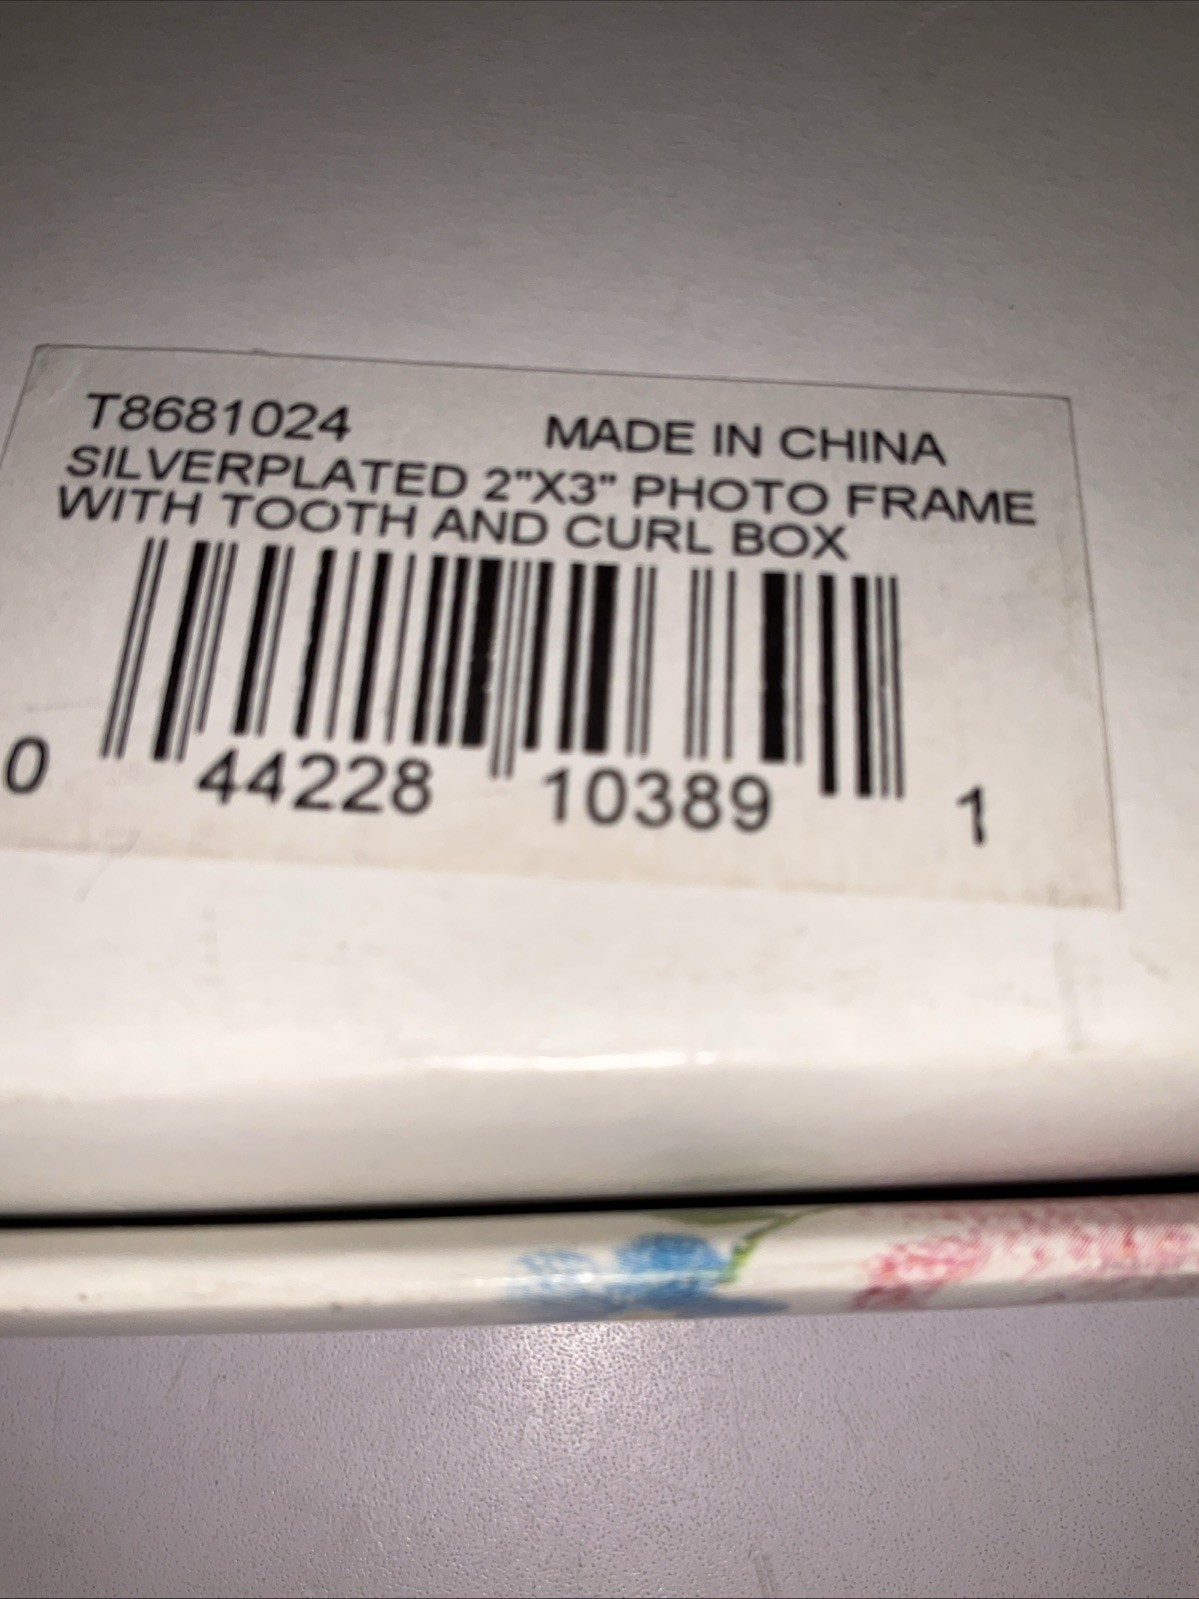 T8681024 MADE IN CHINA
SILVERPLATED 2"X3" PHOTO FRAME
WITH TOOTH AND CURL BOX
0 44228 10389 1